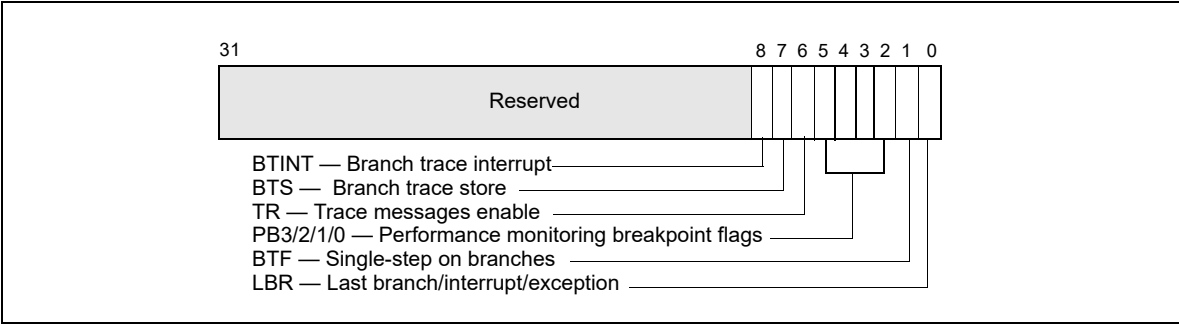 31 8 7 6 5 4 3 2 1 0
Reserved
BTINT — Branch trace interrupt
BTS — Branch trace store
TR — Trace messages enable
PB3/2/1/0 — Performance monitoring breakpoint flags
BTF — Single-step on branches
LBR — Last branch/interrupt/exception